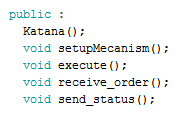 public :
Katana();
void setupMecanism();
void execute();
void receive_order();
void send_status();